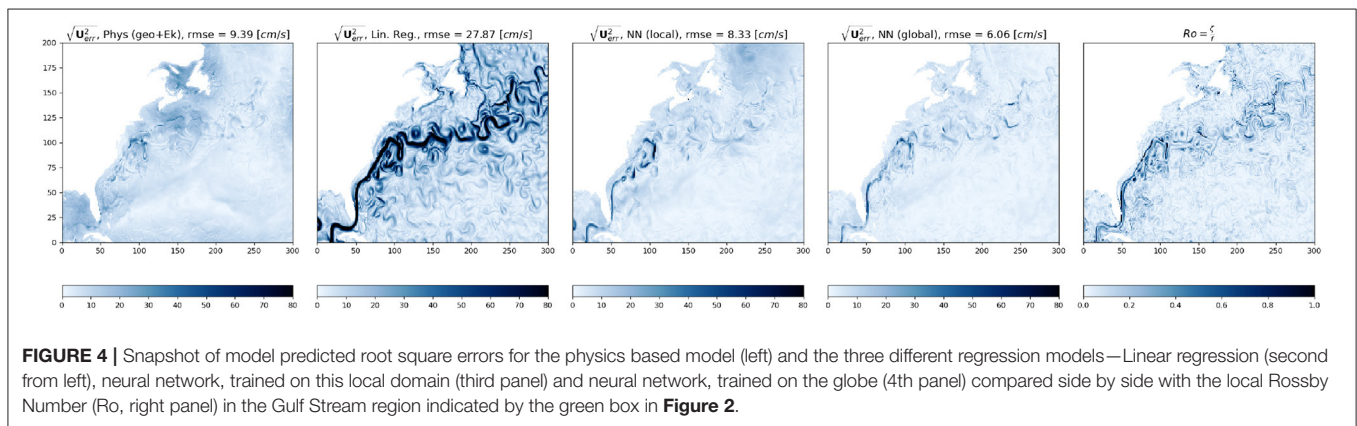 √U²err, Phys (geo+Ek), rmse = 9.39 [cm/s]
√U²err, Lin. Reg., rmse = 27.87 [cm/s]
√U²err, NN (local), rmse = 8.33 [cm/s]
√U²err, NN (global), rmse = 6.06 [cm/s]
Ro = ζ/f
200
175
150
125
100
75
50
25
0
0 50 100 150 200 250 300
0 50 100 150 200 250 300
0 50 100 150 200 250 300
0 50 100 150 200 250 300
0 50 100 150 200 250 300
0 10 20 30 40 50 60 70 80
0 10 20 30 40 50 60 70 80
0 10 20 30 40 50 60 70 80
0 10 20 30 40 50 60 70 80
0.0 0.2 0.4 0.6 0.8 1.0
FIGURE 4 | Snapshot of model predicted root square errors for the physics based model (left) and the three different regression models—Linear regression (second
from left), neural network, trained on this local domain (third panel) and neural network, trained on the globe (4th panel) compared side by side with the local Rossby
Number (Ro, right panel) in the Gulf Stream region indicated by the green box in Figure 2.